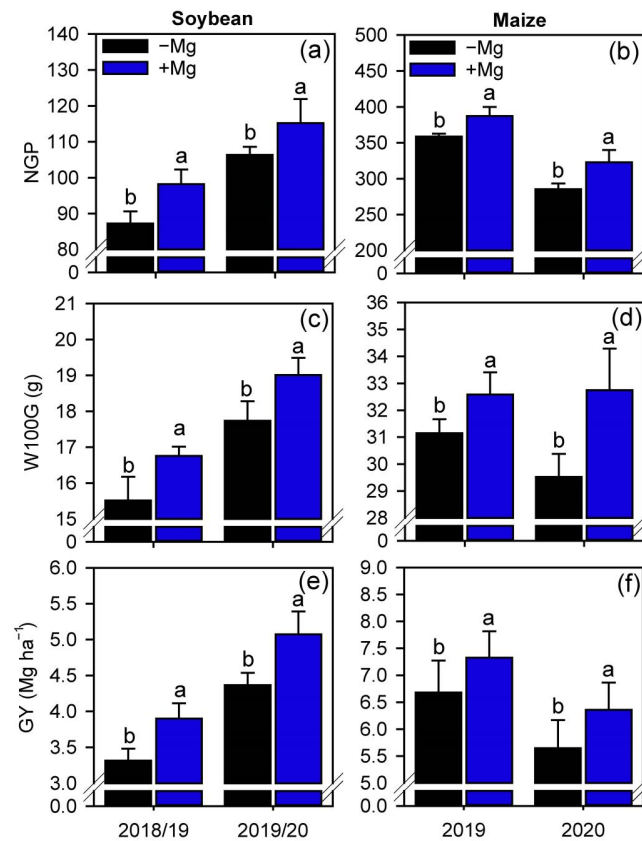 Soybean
Maize
140
130
120
110
100
90
80
0
NGP
−Mg
+Mg
(a)
b
a
b
a
500
450
400
350
300
250
200
0
−Mg
+Mg
(b)
b
a
b
a
21
20
19
18
17
16
15
0
W100G (g)
(c)
b
a
b
a
36
35
34
33
32
31
30
29
28
0
(d)
b
a
b
a
6.0
5.5
5.0
4.5
4.0
3.5
3.0
0.0
GY (Mg ha⁻¹)
(e)
b
a
b
a
2018/19
2019/20
9.0
8.5
8.0
7.5
7.0
6.5
6.0
5.5
5.0
0.0
(f)
b
a
b
a
2019
2020